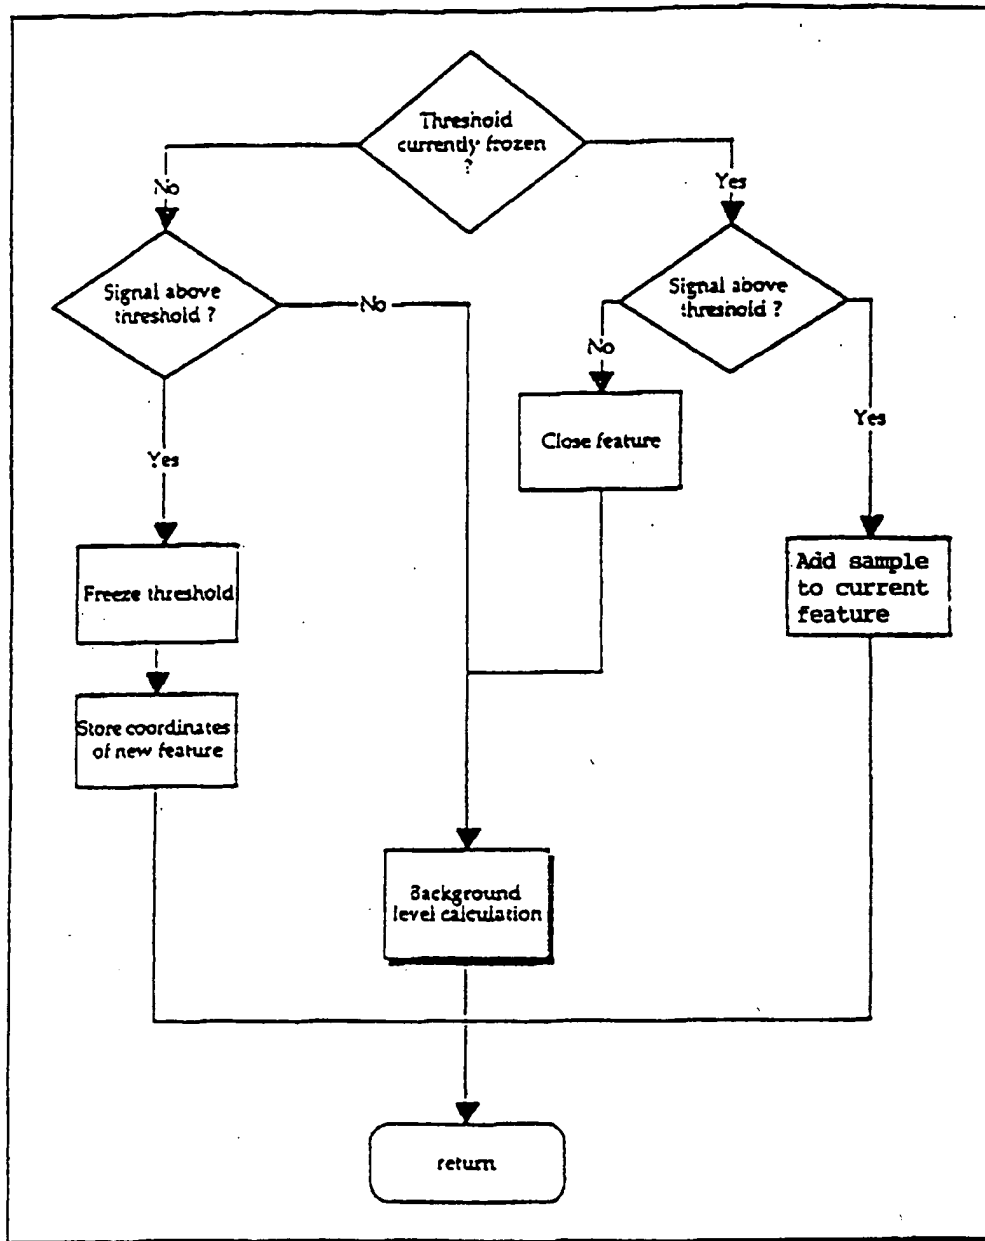 Threshold
currently frozen
?
No
Yes
Signal above
threshold ?
No
Signal above
threshold ?
No
Close feature
Yes
Yes
Freeze threshold
Add sample
to current
feature
Store coordinates
of new feature
Background
level calculation
return